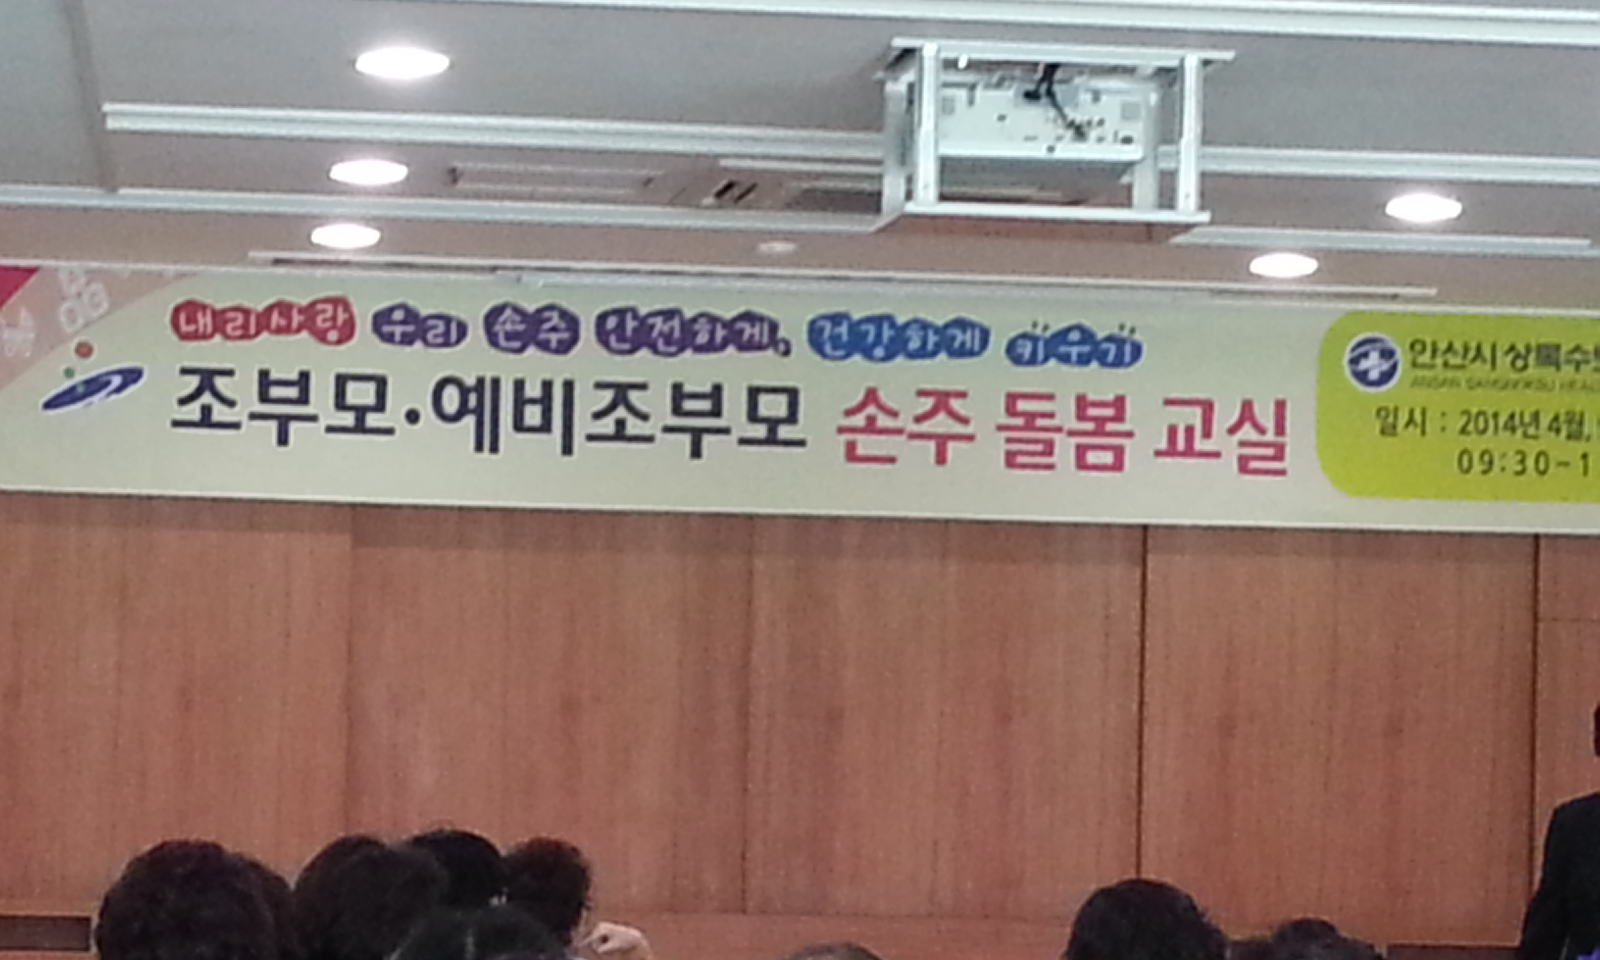 내리사랑 우리 손주 안전하게, 건강하게 키우기
조부모·예비조부모 손주 돌봄 교실
안산시 상록수보
일시 : 2014년 4월,
09:30-1